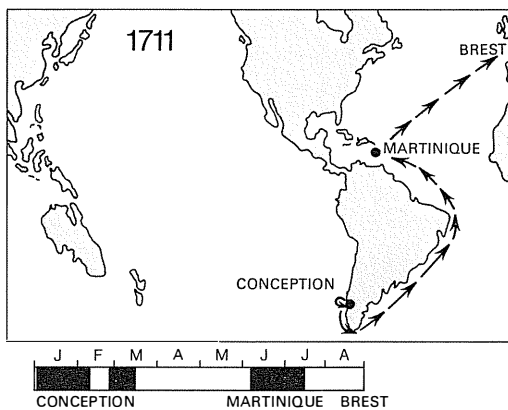 1711
BREST
MARTINIQUE
CONCEPTION
J F M A M J J A
CONCEPTION MARTINIQUE BREST